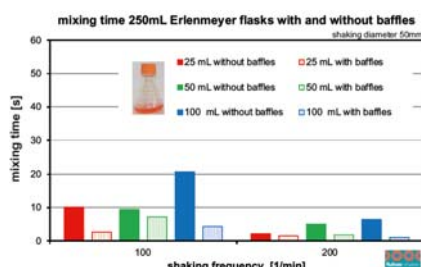 mixing time 250mL Erlenmeyer flasks with and without baffles
shaking diameter 50mm
60
50
40
30
20
10
0
mixing time [s]
25 mL without baffles
25 mL with baffles
50 mL without baffles
50 mL with baffles
100 mL without baffles
100 mL with baffles
100
200
shaking frequency [1/min]